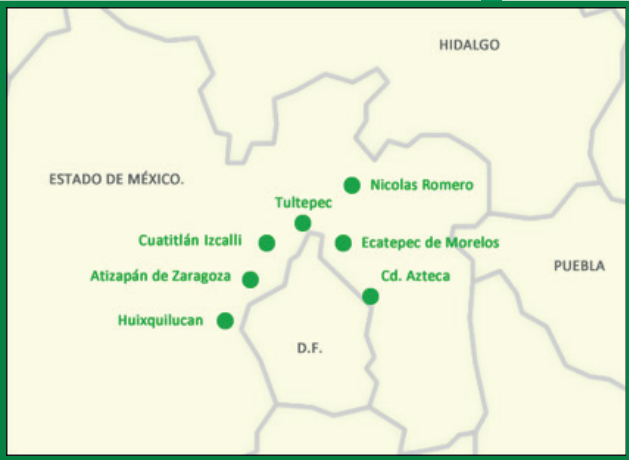 HIDALGO
ESTADO DE MÉXICO.
Nicolas Romero
Tultepec
Cuatitlán Izcalli
Ecatepec de Morelos
PUEBLA
Atizapán de Zaragoza
Cd. Azteca
Huixquilucan
D.F.